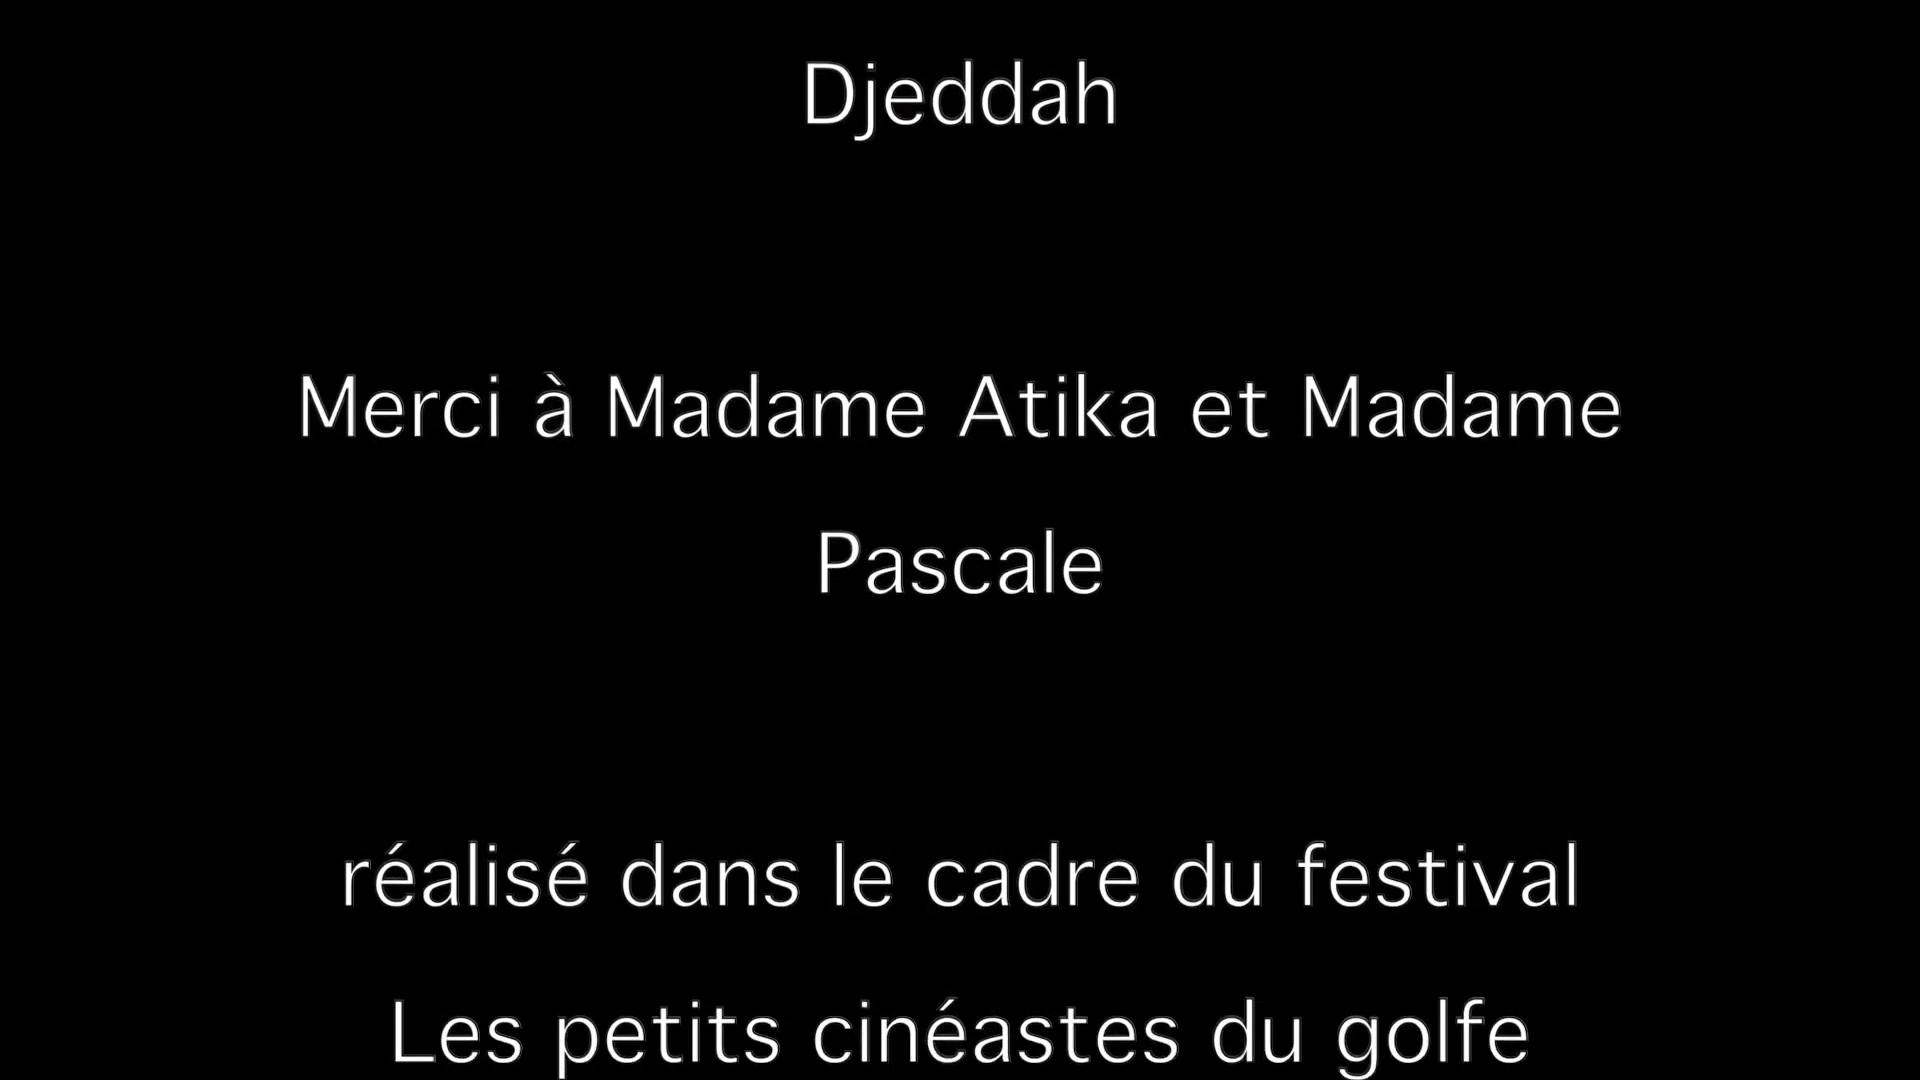 Djeddah
Merci à Madame Atika et Madame
Pascale
réalisé dans le cadre du festival
Les petits cinéastes du golfe